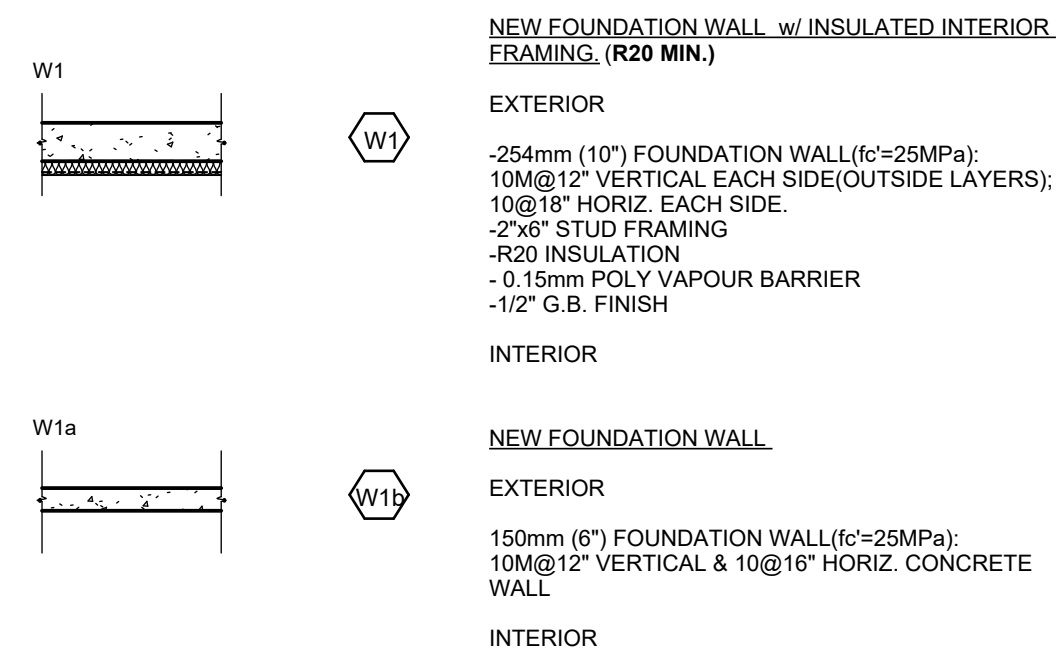 W1
W1
NEW FOUNDATION WALL w/ INSULATED INTERIOR
FRAMING. (R20 MIN.)
EXTERIOR
-254mm (10") FOUNDATION WALL(fc'=25MPa):
10M@12" VERTICAL EACH SIDE(OUTSIDE LAYERS);
10@18" HORIZ. EACH SIDE.
-2"x6" STUD FRAMING
-R20 INSULATION
- 0.15mm POLY VAPOUR BARRIER
-1/2" G.B. FINISH
INTERIOR
W1a
W1b
NEW FOUNDATION WALL
EXTERIOR
150mm (6") FOUNDATION WALL(fc'=25MPa):
10M@12" VERTICAL & 10@16" HORIZ. CONCRETE
WALL
INTERIOR